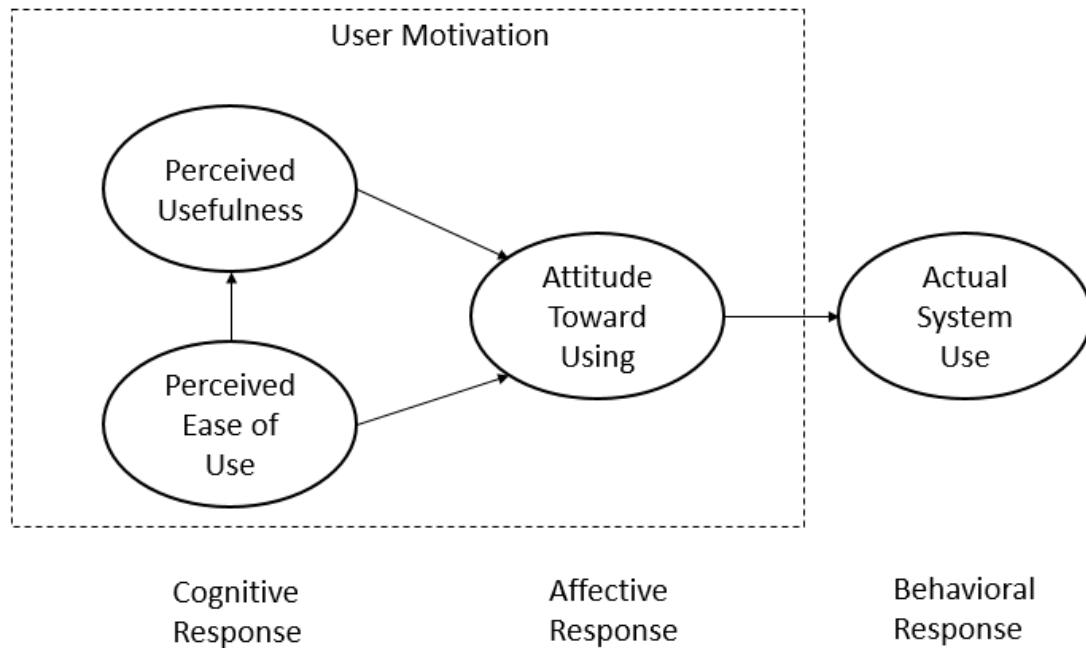 User Motivation
Perceived
Usefulness
Perceived
Ease of
Use
Attitude
Toward
Using
Actual
System
Use
Cognitive
Response
Affective
Response
Behavioral
Response